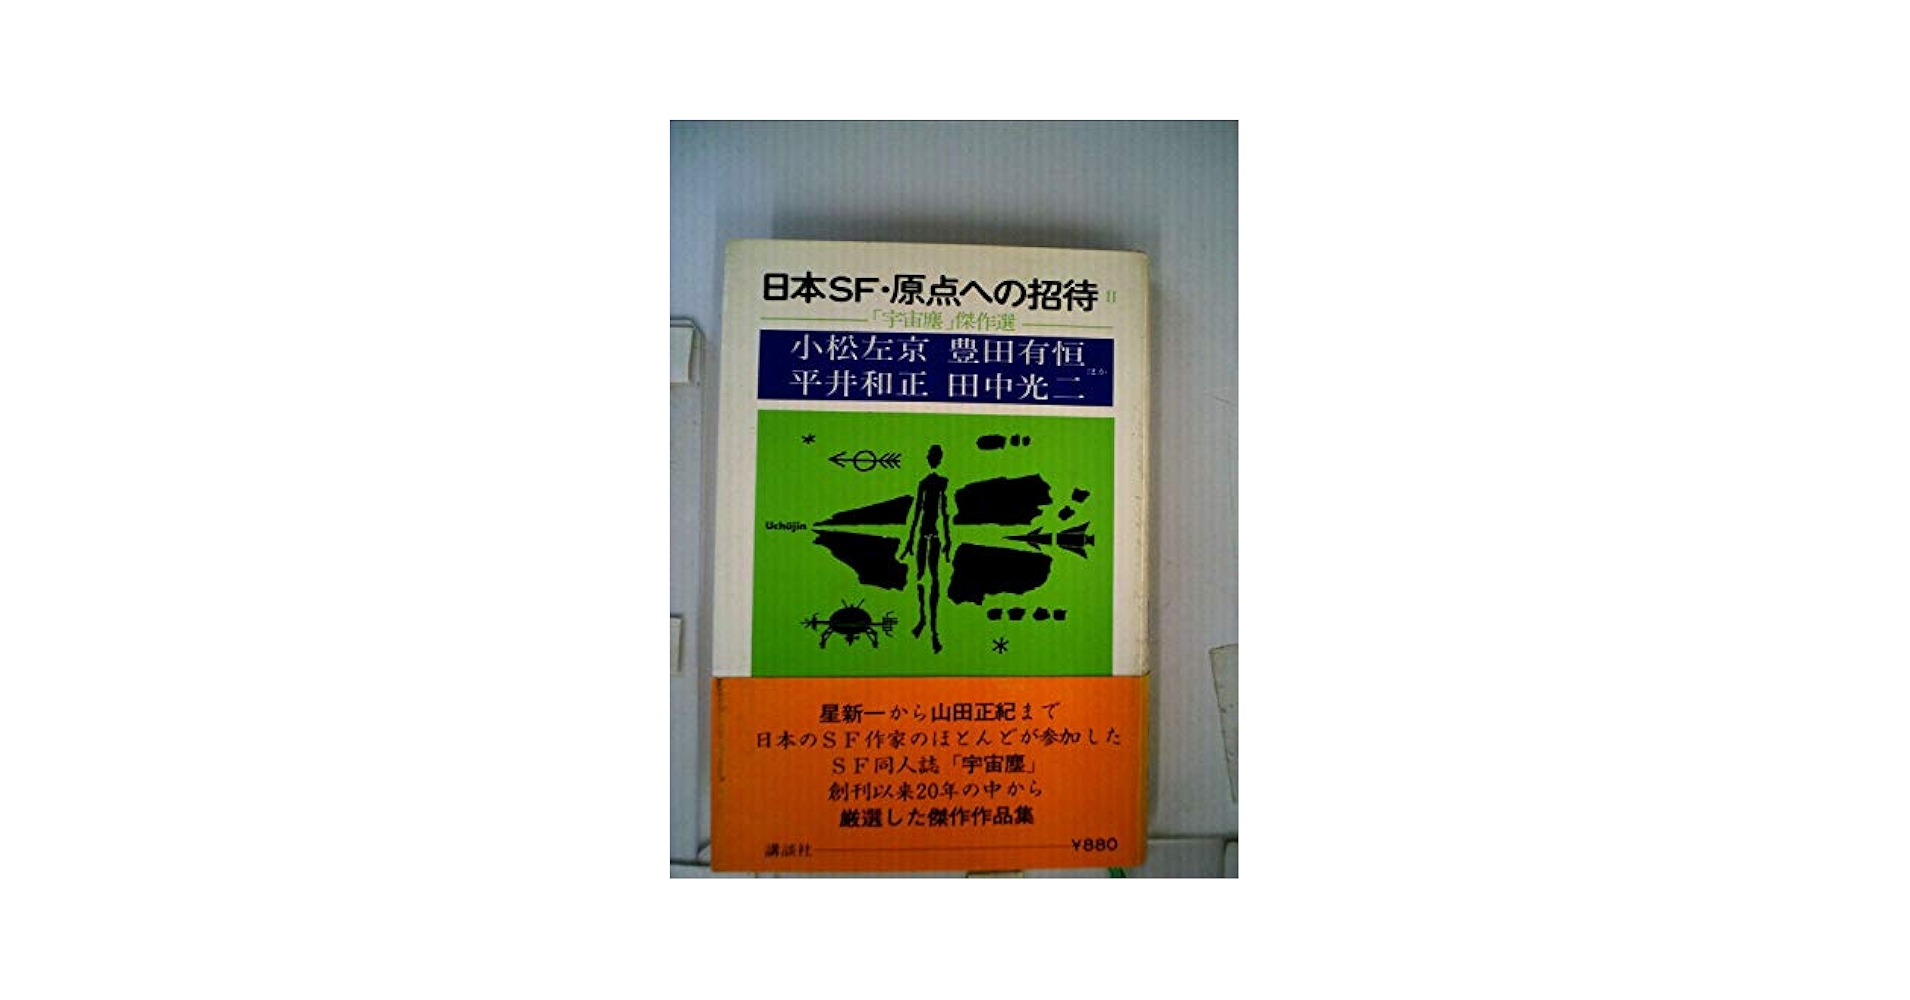 日本SF・原点への招待 II
「宇宙塵」傑作選
小松左京 豊田有恒
平井和正 田中光二 ほか
Uchūjin
星新一から山田正紀まで
日本のSF作家のほとんどが参加した
SF同人誌「宇宙塵」
創刊以来20年の中から
厳選した傑作作品集
講談社 ¥880